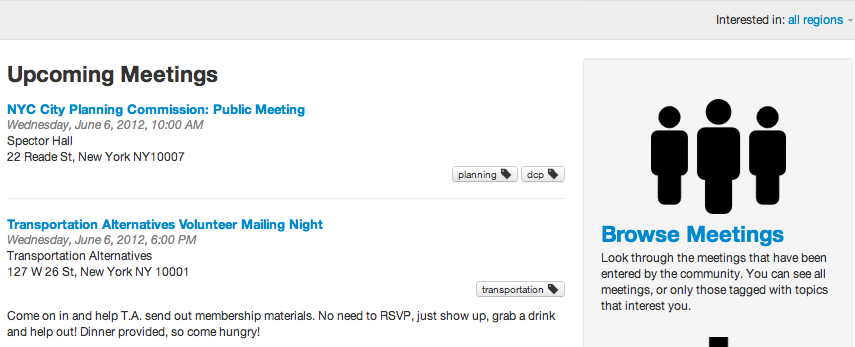 Interested in: all regions
Upcoming Meetings
NYC City Planning Commission: Public Meeting
Wednesday, June 6, 2012, 10:00 AM
Spector Hall
22 Reade St, New York NY10007
planning
dcp
Transportation Alternatives Volunteer Mailing Night
Wednesday, June 6, 2012, 6:00 PM
Transportation Alternatives
127 W 26 St, New York NY 10001
transportation
Come on in and help T.A. send out membership materials. No need to RSVP, just show up, grab a drink
and help out! Dinner provided, so come hungry!
Browse Meetings
Look through the meetings that have been
entered by the community. You can see all
meetings, or only those tagged with topics
that interest you.